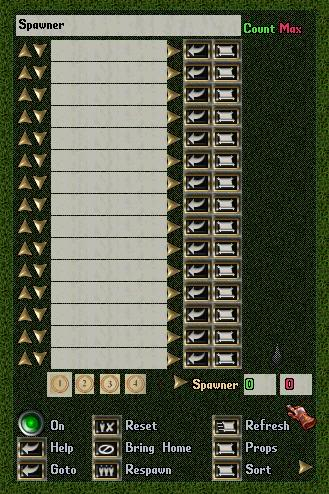 Spawner
Count Max
1 2 3 4
Spawner 0 0
On Reset Refresh
Help Bring Home Props
Goto Respawn Sort